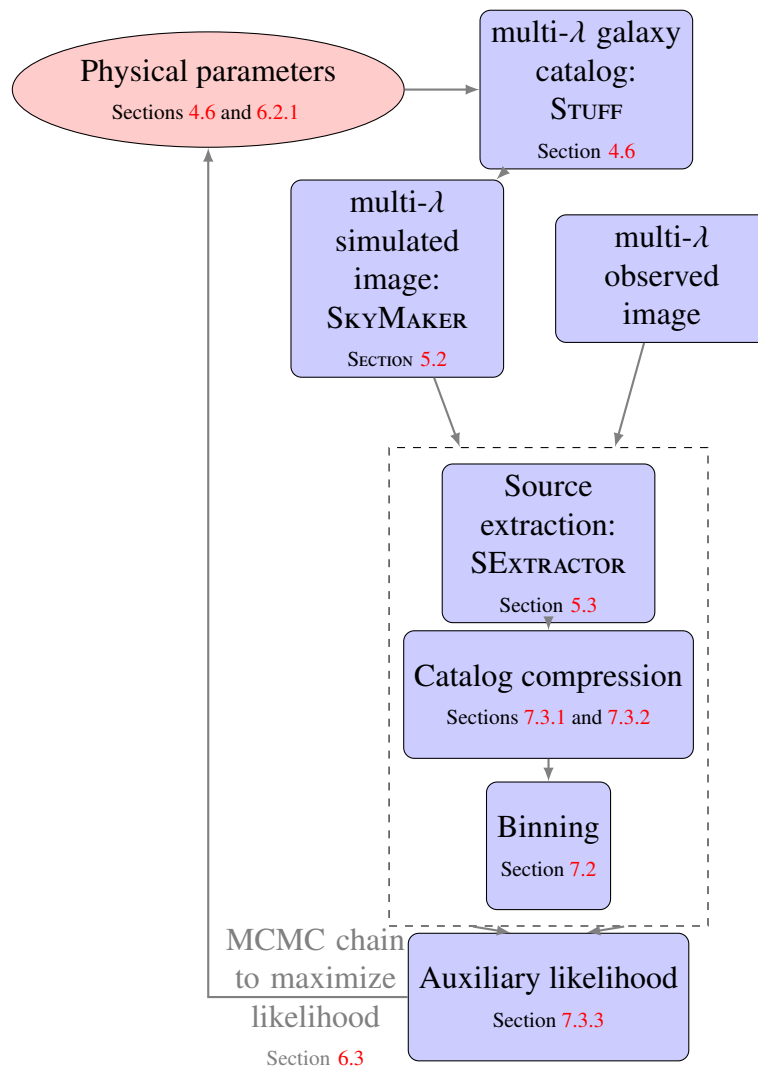 Physical parameters
Sections 4.6 and 6.2.1
multi-λ galaxy
catalog:
STUFF
Section 4.6
multi-λ
simulated
image:
SKYMAKER
SECTION 5.2
multi-λ
observed
image
Source
extraction:
SEXTRACTOR
Section 5.3
Catalog compression
Sections 7.3.1 and 7.3.2
Binning
Section 7.2
Auxiliary likelihood
Section 7.3.3
MCMC chain
to maximize
likelihood
Section 6.3